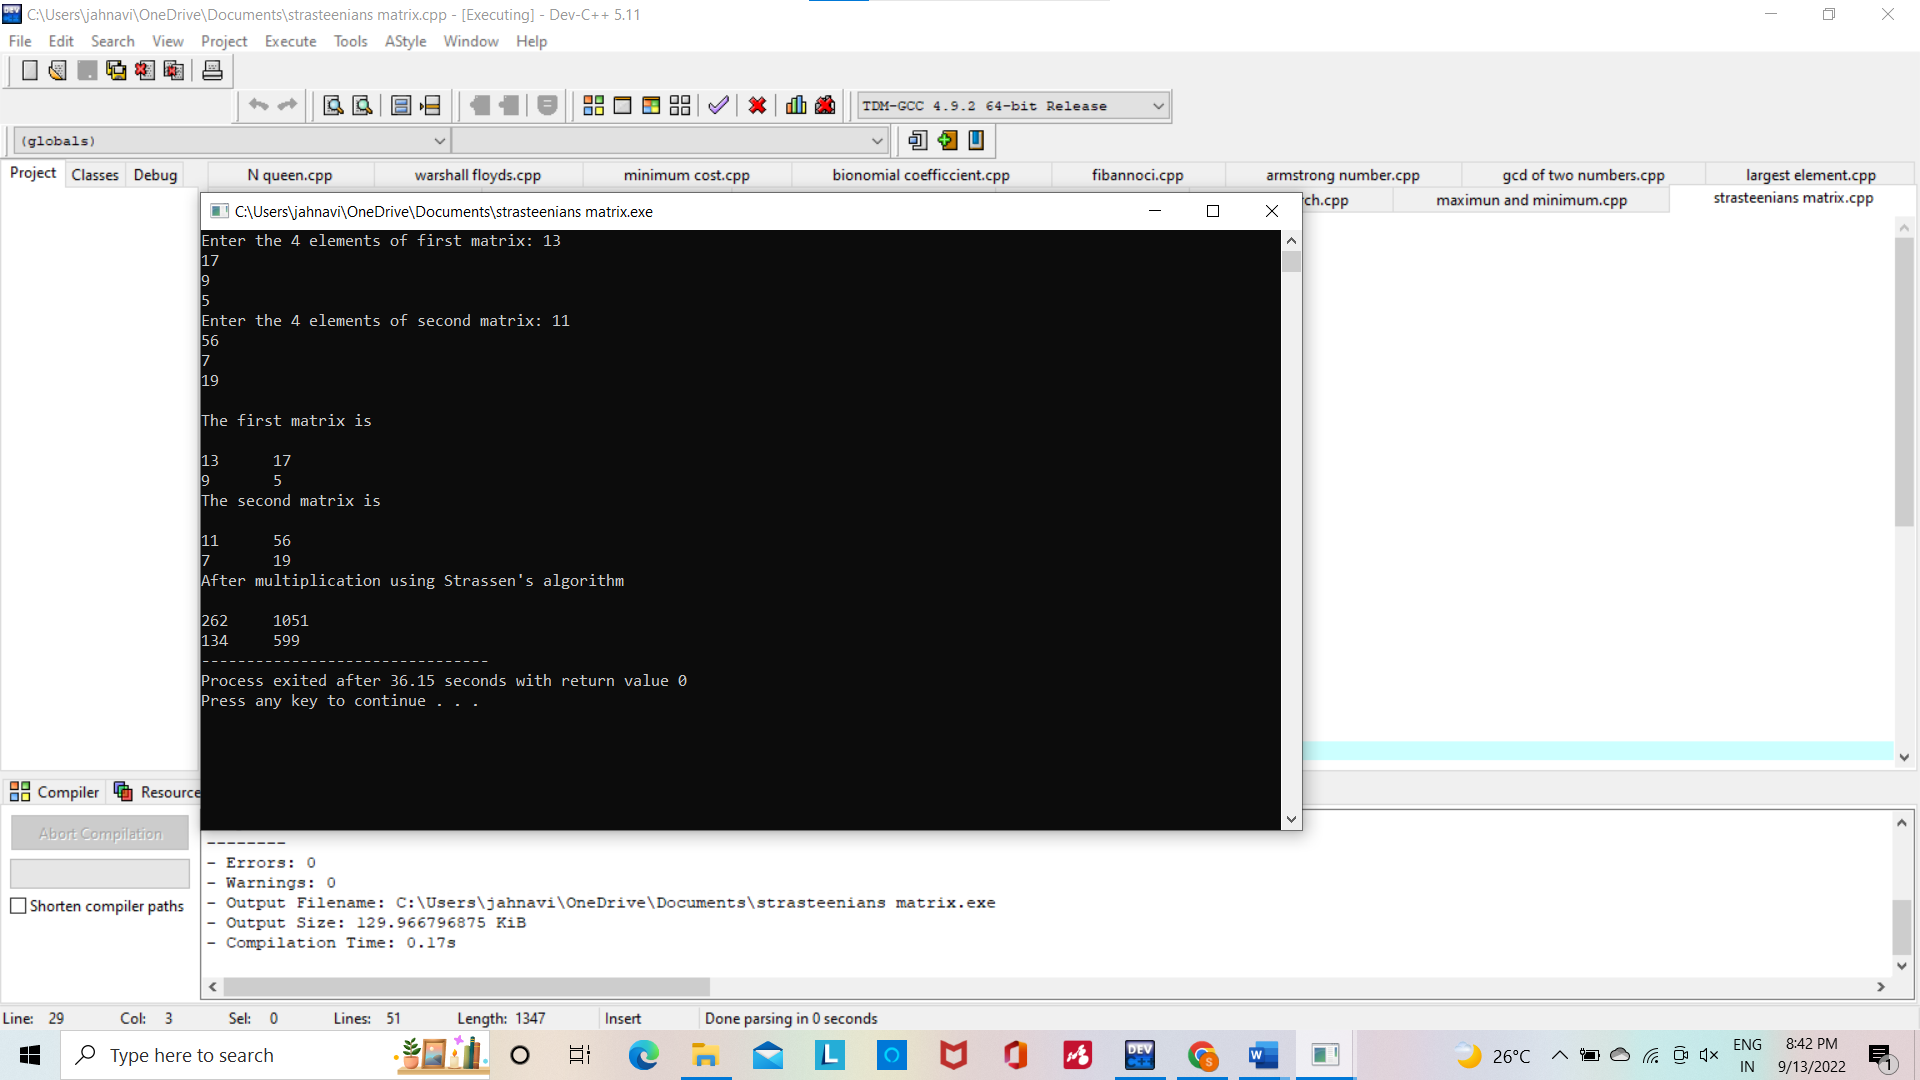 C:\Users\jahnavi\OneDrive\Documents\strasteenians matrix.cpp - [Executing] - Dev-C++ 5.11
File Edit Search View Project Execute Tools AStyle Window Help
TDM-GCC 4.9.2 64-bit Release
(globals)
Project Classes Debug
N queen.cpp warshall floyds.cpp minimum cost.cpp bionomial coefficcient.cpp fibannoci.cpp armstrong number.cpp gcd of two numbers.cpp largest element.cpp
rch.cpp maximun and minimum.cpp strasteenians matrix.cpp
C:\Users\jahnavi\OneDrive\Documents\strasteenians matrix.exe
Enter the 4 elements of first matrix: 13
17
9
5
Enter the 4 elements of second matrix: 11
56
7
19
The first matrix is
13 17
9 5
The second matrix is
11 56
7 19
After multiplication using Strassen's algorithm
262 1051
134 599
--------------------------------
Process exited after 36.15 seconds with return value 0
Press any key to continue . . .
Compiler Resource
Abort Compilation
Shorten compiler paths
--------
- Errors: 0
- Warnings: 0
- Output Filename: C:\Users\jahnavi\OneDrive\Documents\strasteenians matrix.exe
- Output Size: 129.966796875 KiB
- Compilation Time: 0.17s
Line: 29 Col: 3 Sel: 0 Lines: 51 Length: 1347 Insert Done parsing in 0 seconds
Type here to search
26°C
ENG
IN
8:42 PM
9/13/2022
1